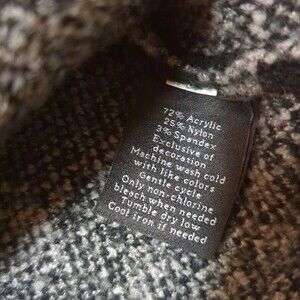 72% Acrylic
25% Nylon
3% Spandex
Exclusive of
decoration
Machine wash cold
with like colors
Gentle cycle
Only non-chlorine
bleach when needed
Tumble dry low
Cool iron if needed